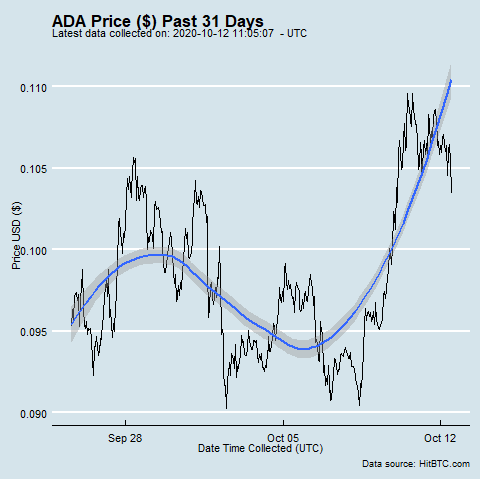 ADA Price ($) Past 31 Days
Latest data collected on: 2020-10-12 11:05:07 - UTC
0.110
0.105
0.100
0.095
0.090
Price USD ($)
Sep 28
Oct 05
Oct 12
Date Time Collected (UTC)
Data source: HitBTC.com